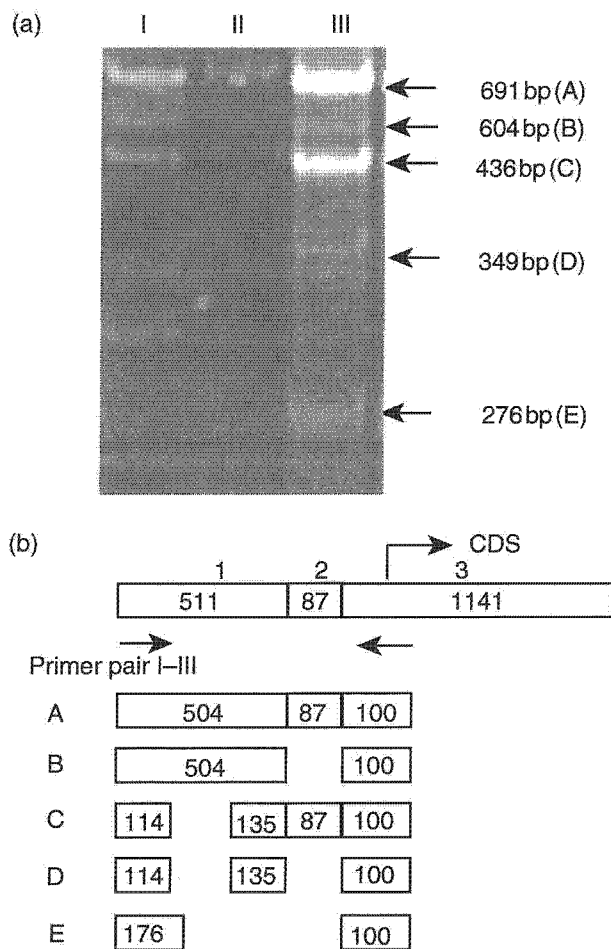 (a)
I II III
691 bp (A)
604 bp (B)
436 bp (C)
349 bp (D)
276 bp (E)
(b)
CDS
1 2 3
511 87 1141
Primer pair I–III
A 504 87 100
B 504 100
C 114 135 87 100
D 114 135 100
E 176 100